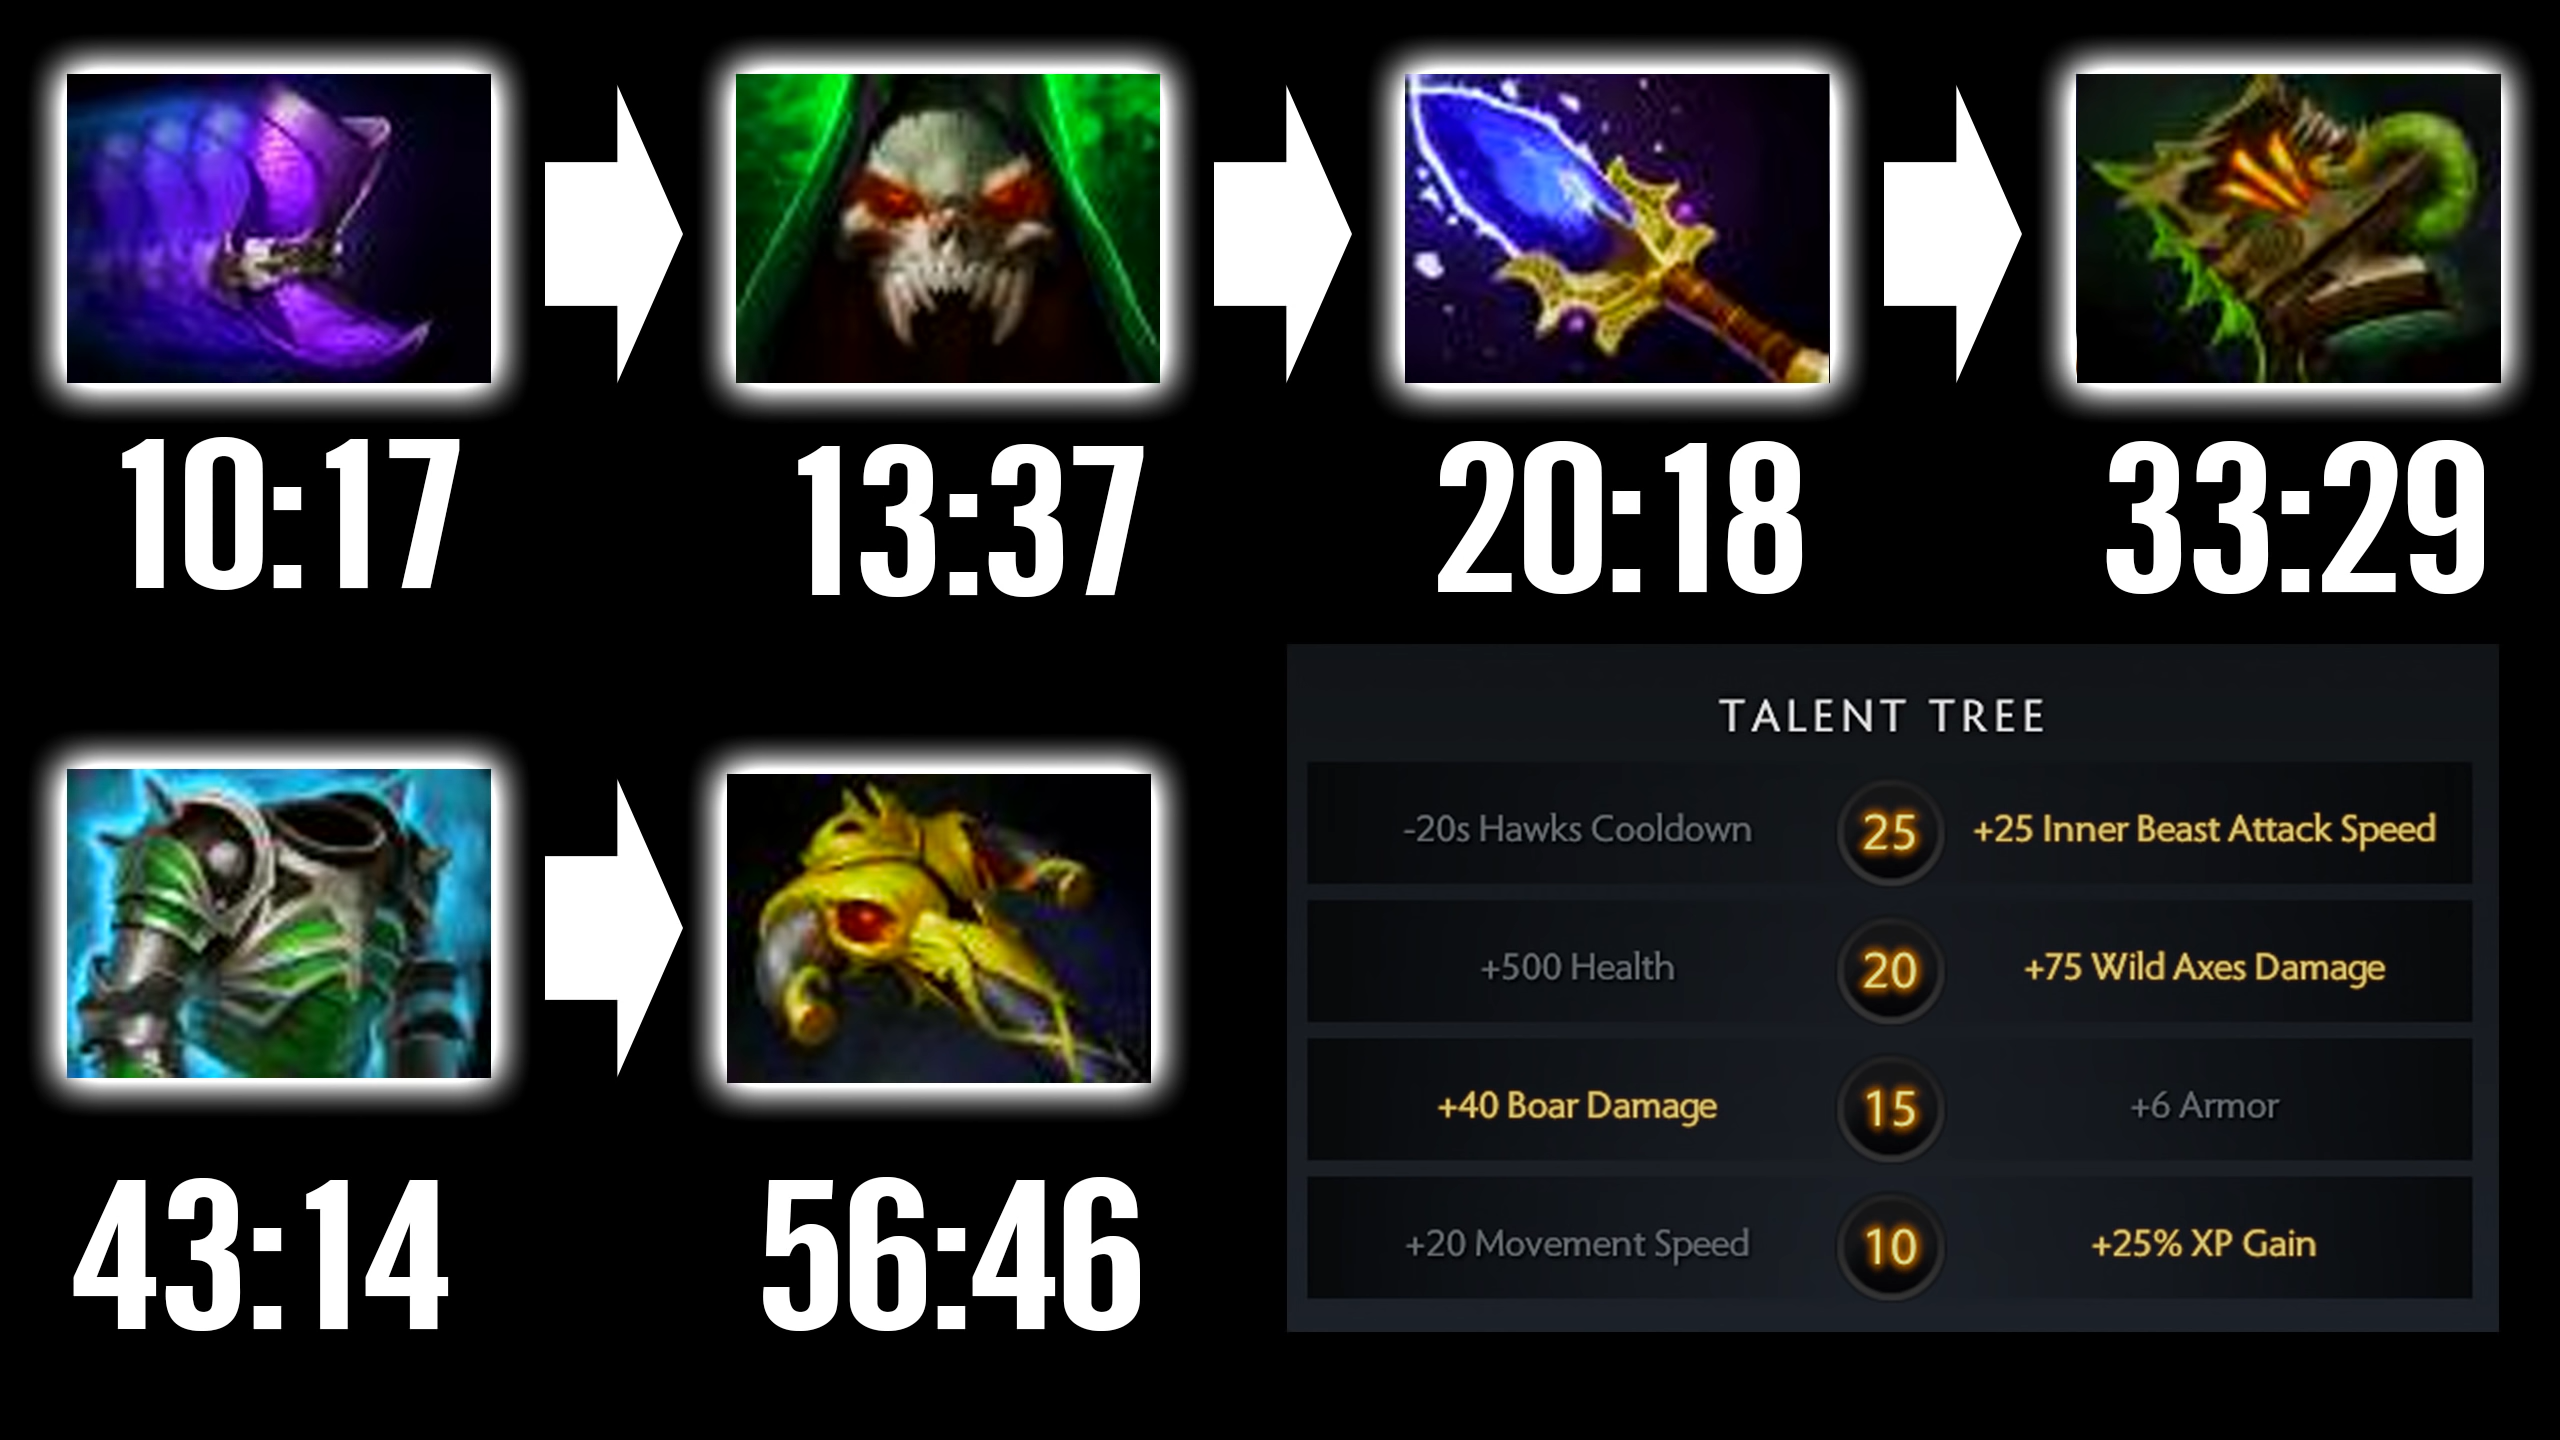 10:17
13:37
20:18
33:29
43:14
56:46
TALENT TREE
-20s Hawks Cooldown 25 +25 Inner Beast Attack Speed
+500 Health 20 +75 Wild Axes Damage
+40 Boar Damage 15 +6 Armor
+20 Movement Speed 10 +25% XP Gain